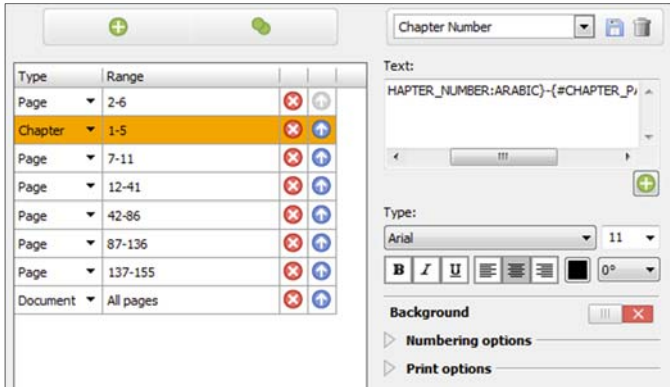 Chapter Number
Type Range
Page 2-6
Chapter 1-5
Page 7-11
Page 12-41
Page 42-86
Page 87-136
Page 137-155
Document All pages
Text:
HAPTER_NUMBER:ARABIC}-{#CHAPTER_PA
Type:
Arial 11
B I U 0°
Background
Numbering options
Print options